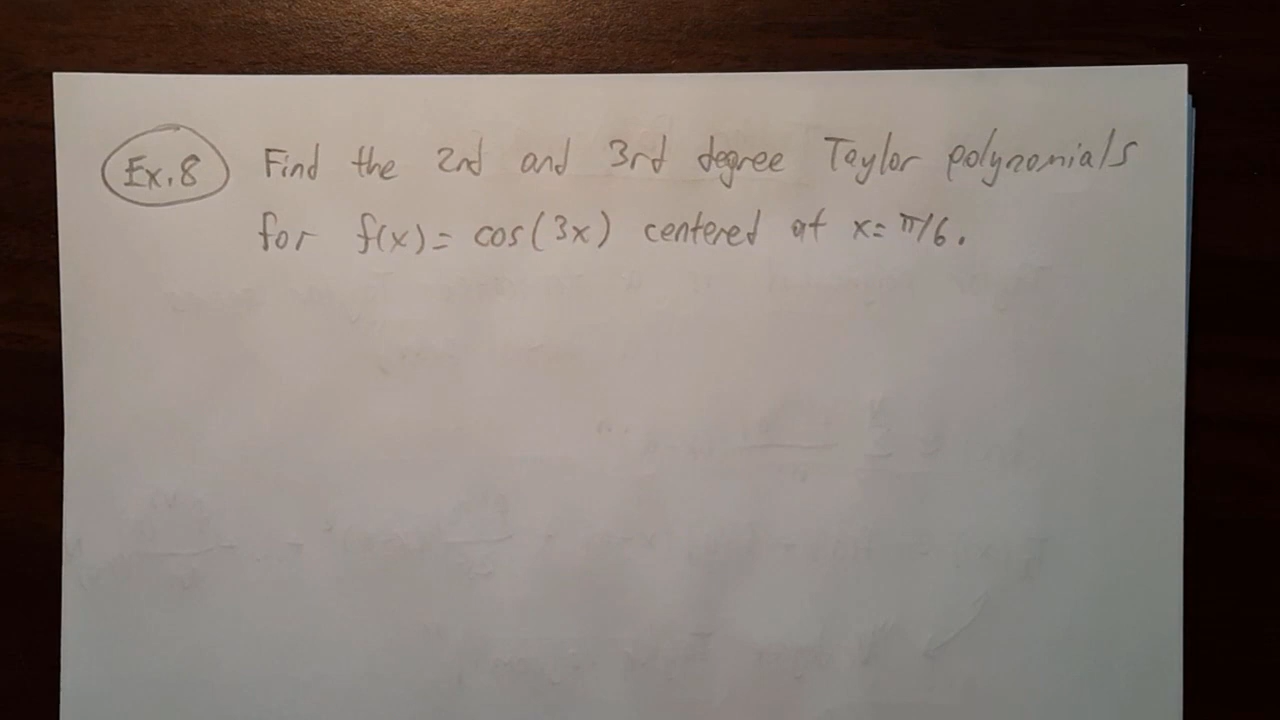 Ex. 8 Find the 2nd and 3rd degree Taylor polynomials
for f(x) = cos(3x) centered at x = π/6.